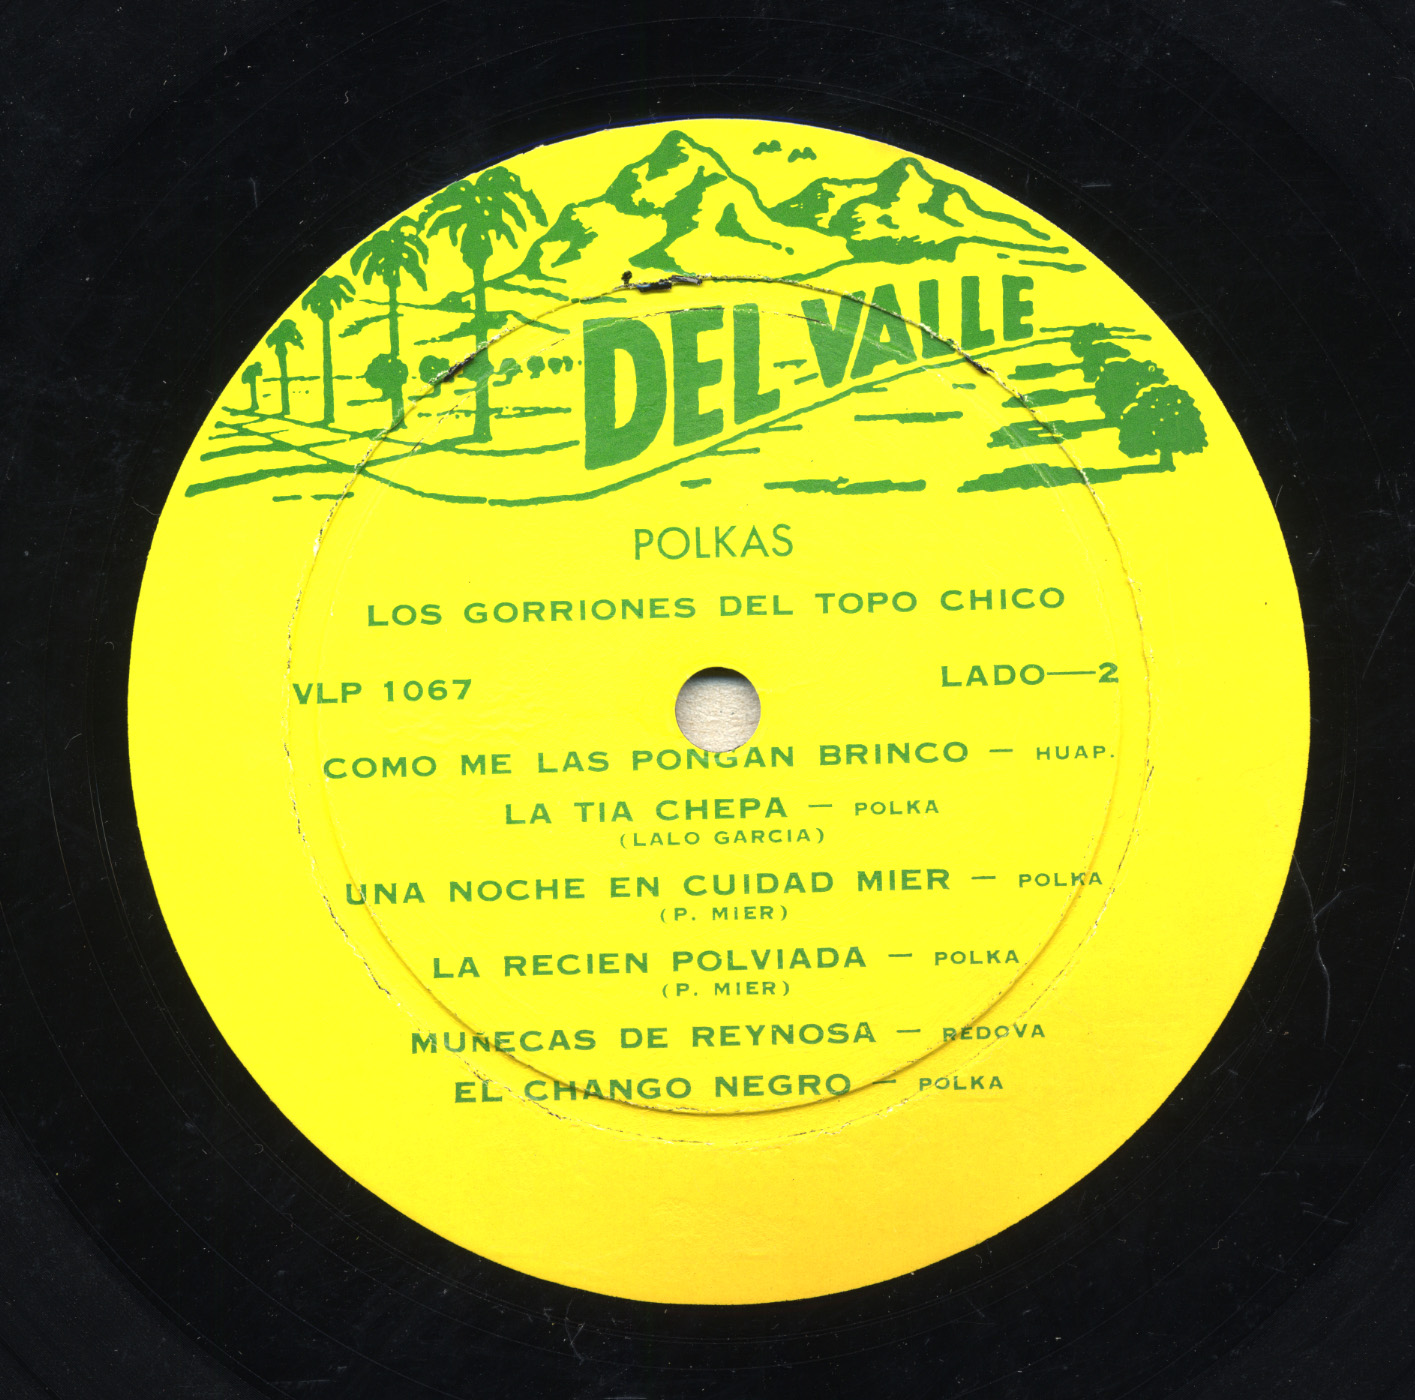 DEL VALLE
POLKAS
LOS GORRIONES DEL TOPO CHICO
VLP 1067
LADO—2
COMO ME LAS PONGAN BRINCO — HUAP.
LA TIA CHEPA — POLKA
(LALO GARCIA)
UNA NOCHE EN CUIDAD MIER — POLKA
(P. MIER)
LA RECIEN POLVIADA — POLKA
(P. MIER)
MUÑECAS DE REYNOSA — REDOVA
EL CHANGO NEGRO — POLKA